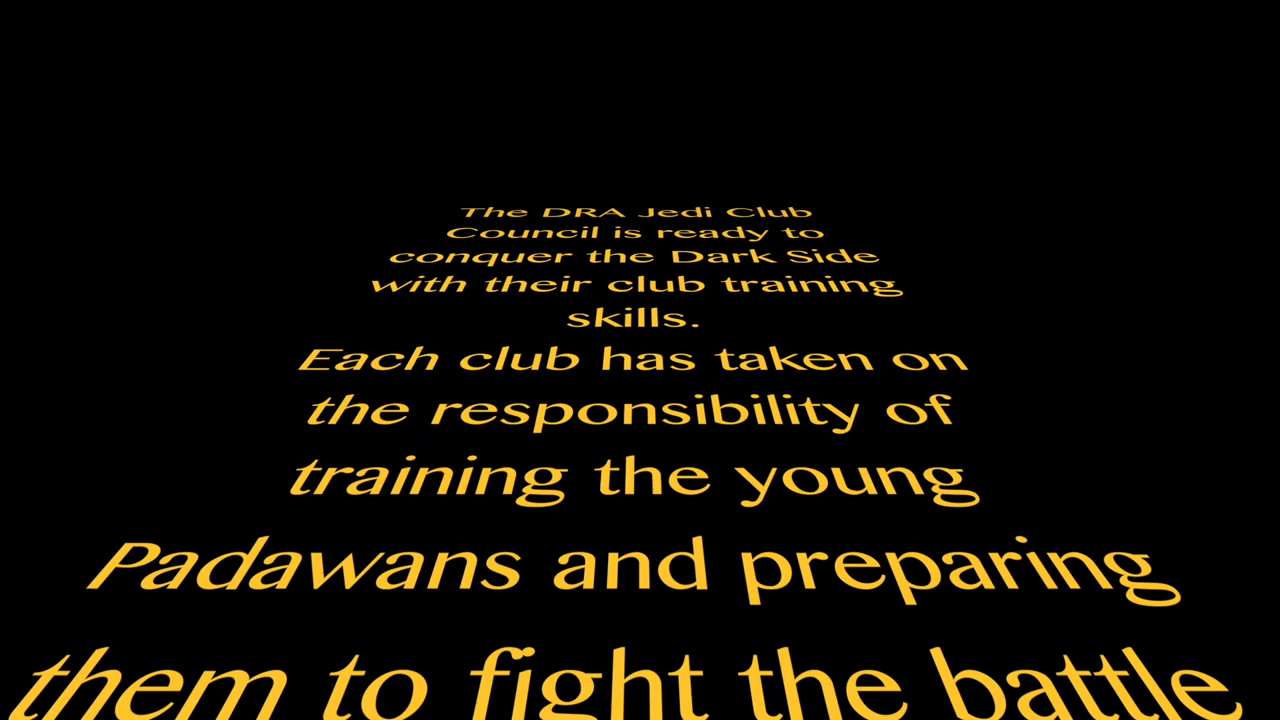 The DRA Jedi Club
Council is ready to
conquer the Dark Side
with their club training
skills.
Each club has taken on
the responsibility of
training the young
Padawans and preparing
them to fight the battle